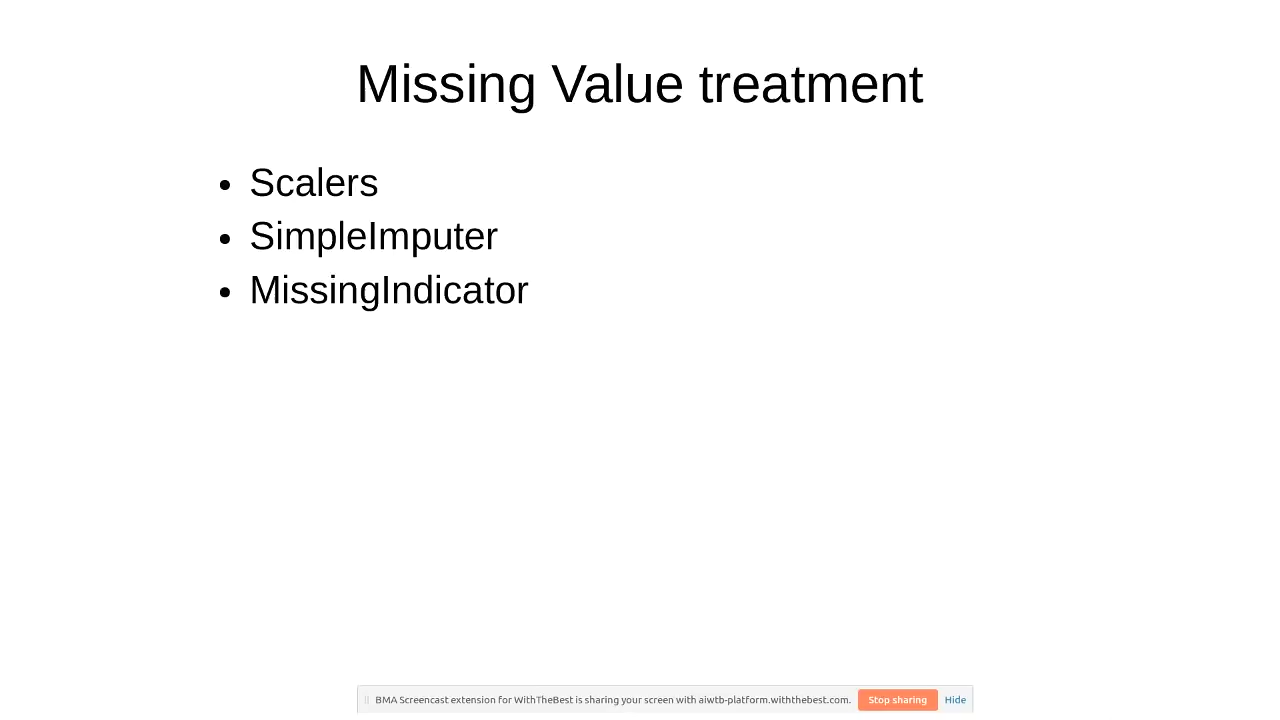 Missing Value treatment
• Scalers
• SimpleImputer
• MissingIndicator
BMA Screencast extension for WithTheBest is sharing your screen with aiwtb-platform.withthebest.com. Stop sharing Hide